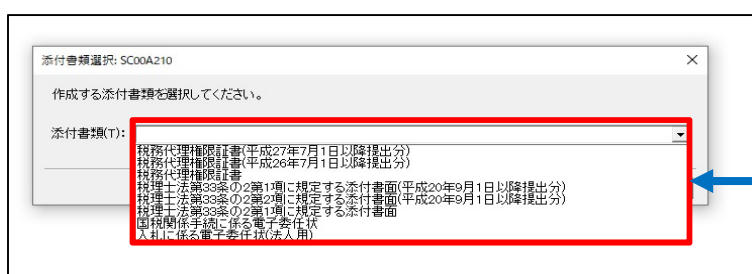 添付書類選択: SC00A210
作成する添付書類を選択してください。
添付書類(T):
税務代理権限証書(平成27年7月1日以降提出分)
税務代理権限証書(平成26年7月1日以降提出分)
税務代理権限証書
税理士法第33条の2第1項に規定する添付書面(平成20年9月1日以降提出分)
税理士法第33条の2第2項に規定する添付書面(平成20年9月1日以降提出分)
税理士法第33条の2第1項に規定する添付書面
国税関係手続に係る電子委任状
入札に係る電子委任状(法人用)